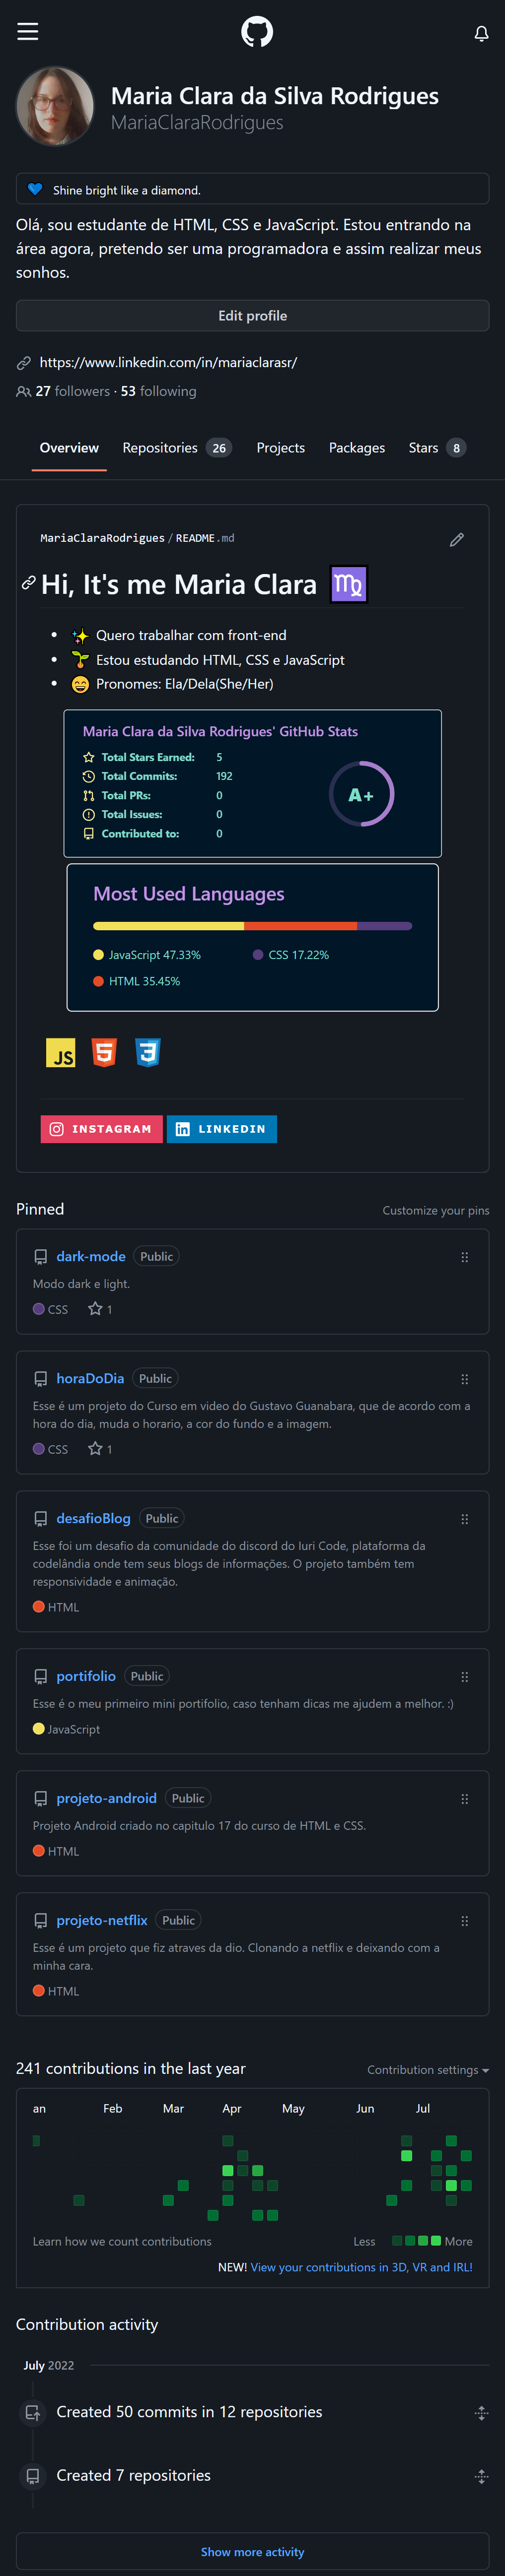 Maria Clara da Silva Rodrigues
MariaClaraRodrigues
Shine bright like a diamond.
Olá, sou estudante de HTML, CSS e JavaScript. Estou entrando na
área agora, pretendo ser uma programadora e assim realizar meus
sonhos.
Edit profile
https://www.linkedin.com/in/mariaclarasr/
27 followers · 53 following
Overview Repositories 26 Projects Packages Stars 8
MariaClaraRodrigues/README.md
Hi, It's me Maria Clara ♍
• ✨ Quero trabalhar com front-end
• 🌱 Estou estudando HTML, CSS e JavaScript
• 😄 Pronomes: Ela/Dela(She/Her)
Maria Clara da Silva Rodrigues' GitHub Stats
Total Stars Earned: 5
Total Commits: 192
Total PRs: 0
Total Issues: 0
Contributed to: 0
A+
Most Used Languages
JavaScript 47.33% CSS 17.22%
HTML 35.45%
JS 5 3
INSTAGRAM LINKEDIN
Pinned Customize your pins
dark-mode Public
Modo dark e light.
CSS 1
horaDoDia Public
Esse é um projeto do Curso em video do Gustavo Guanabara, que de acordo com a
hora do dia, muda o horario, a cor do fundo e a imagem.
CSS 1
desafioBlog Public
Esse foi um desafio da comunidade do discord do Iuri Code, plataforma da
codelândia onde tem seus blogs de informações. O projeto também tem
responsividade e animação.
HTML
portifolio Public
Esse é o meu primeiro mini portifolio, caso tenham dicas me ajudem a melhor. :)
JavaScript
projeto-android Public
Projeto Android criado no capitulo 17 do curso de HTML e CSS.
HTML
projeto-netflix Public
Esse é um projeto que fiz atraves da dio. Clonando a netflix e deixando com a
minha cara.
HTML
241 contributions in the last year Contribution settings
an Feb Mar Apr May Jun Jul
Learn how we count contributions Less More
NEW! View your contributions in 3D, VR and IRL!
Contribution activity
July 2022
Created 50 commits in 12 repositories
Created 7 repositories
Show more activity